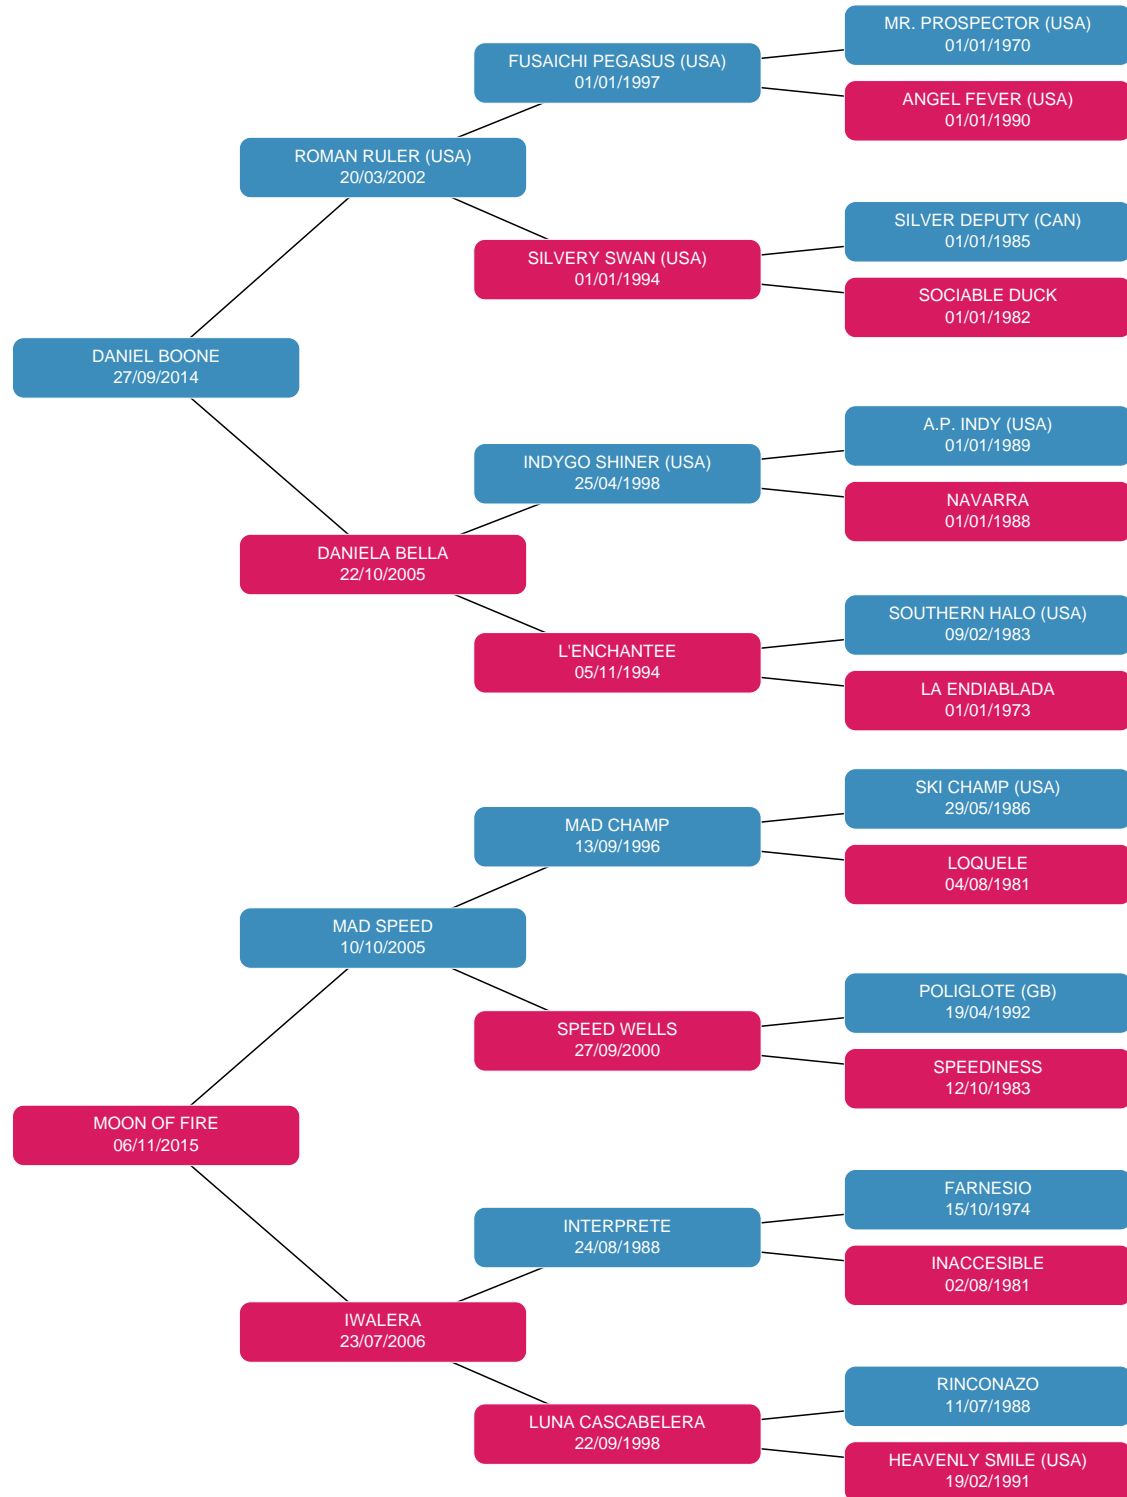 MR. PROSPECTOR (USA)
01/01/1970
FUSAICHI PEGASUS (USA)
01/01/1997
ANGEL FEVER (USA)
01/01/1990
ROMAN RULER (USA)
20/03/2002
SILVER DEPUTY (CAN)
01/01/1985
SILVERY SWAN (USA)
01/01/1994
SOCIABLE DUCK
01/01/1982
DANIEL BOONE
27/09/2014
A.P. INDY (USA)
01/01/1989
INDYGO SHINER (USA)
25/04/1998
NAVARRA
01/01/1988
DANIELA BELLA
22/10/2005
SOUTHERN HALO (USA)
09/02/1983
L'ENCHANTEE
05/11/1994
LA ENDIABLADA
01/01/1973
SKI CHAMP (USA)
29/05/1986
MAD CHAMP
13/09/1996
LOQUELE
04/08/1981
MAD SPEED
10/10/2005
POLIGLOTE (GB)
19/04/1992
SPEED WELLS
27/09/2000
SPEEDINESS
12/10/1983
MOON OF FIRE
06/11/2015
FARNESIO
15/10/1974
INTERPRETE
24/08/1988
INACCESIBLE
02/08/1981
IWALERA
23/07/2006
RINCONAZO
11/07/1988
LUNA CASCABELERA
22/09/1998
HEAVENLY SMILE (USA)
19/02/1991